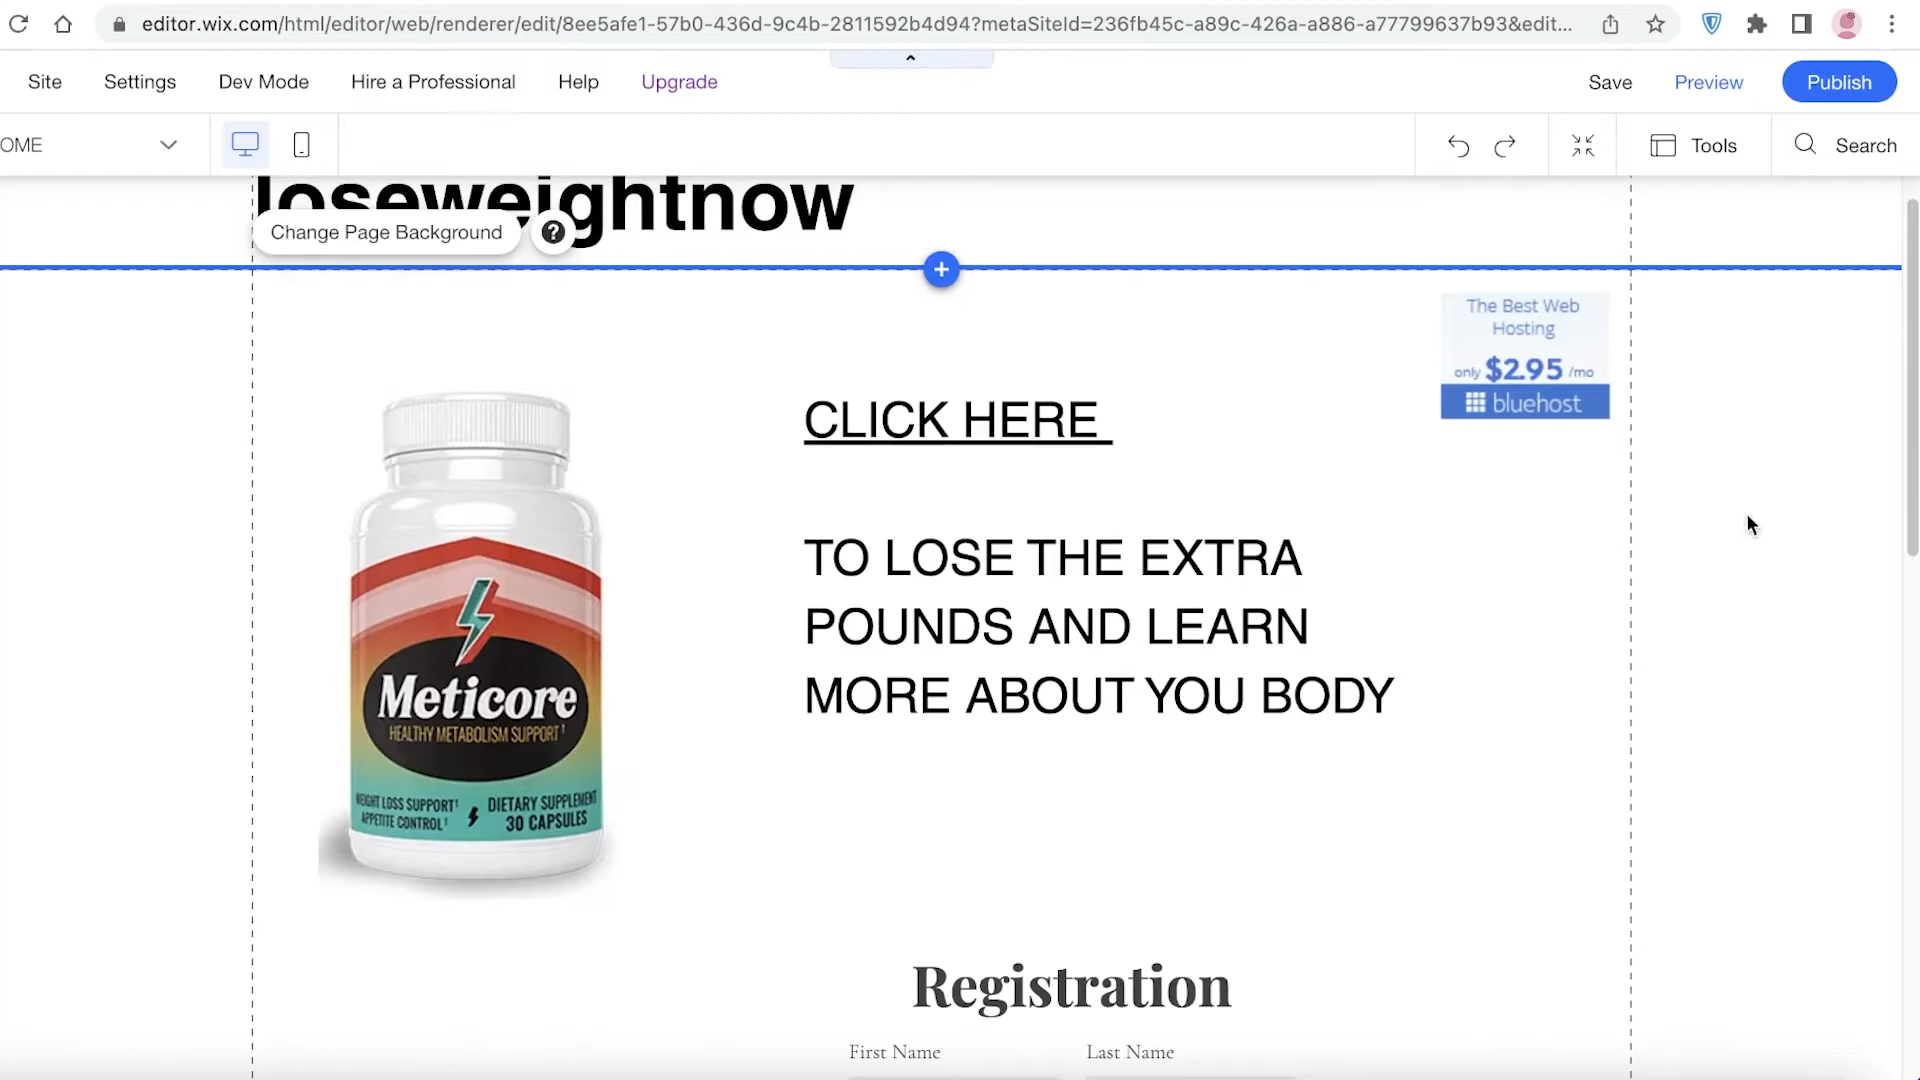 editor.wix.com/html/editor/web/renderer/edit/8ee5afe1-57b0-436d-9c4b-2811592b4d94?metaSiteId=236fb45c-a89c-426a-a886-a77799637b93&edit...
Site Settings Dev Mode Hire a Professional Help Upgrade Save Preview Publish
OME Tools Search
loseweightnow
Change Page Background ?
The Best Web
Hosting
only $2.95 /mo
bluehost
CLICK HERE
TO LOSE THE EXTRA
POUNDS AND LEARN
MORE ABOUT YOU BODY
Meticore
HEALTHY METABOLISM SUPPORT
WEIGHT LOSS SUPPORT DIETARY SUPPLEMENT
APPETITE CONTROL 30 CAPSULES
Registration
First Name Last Name